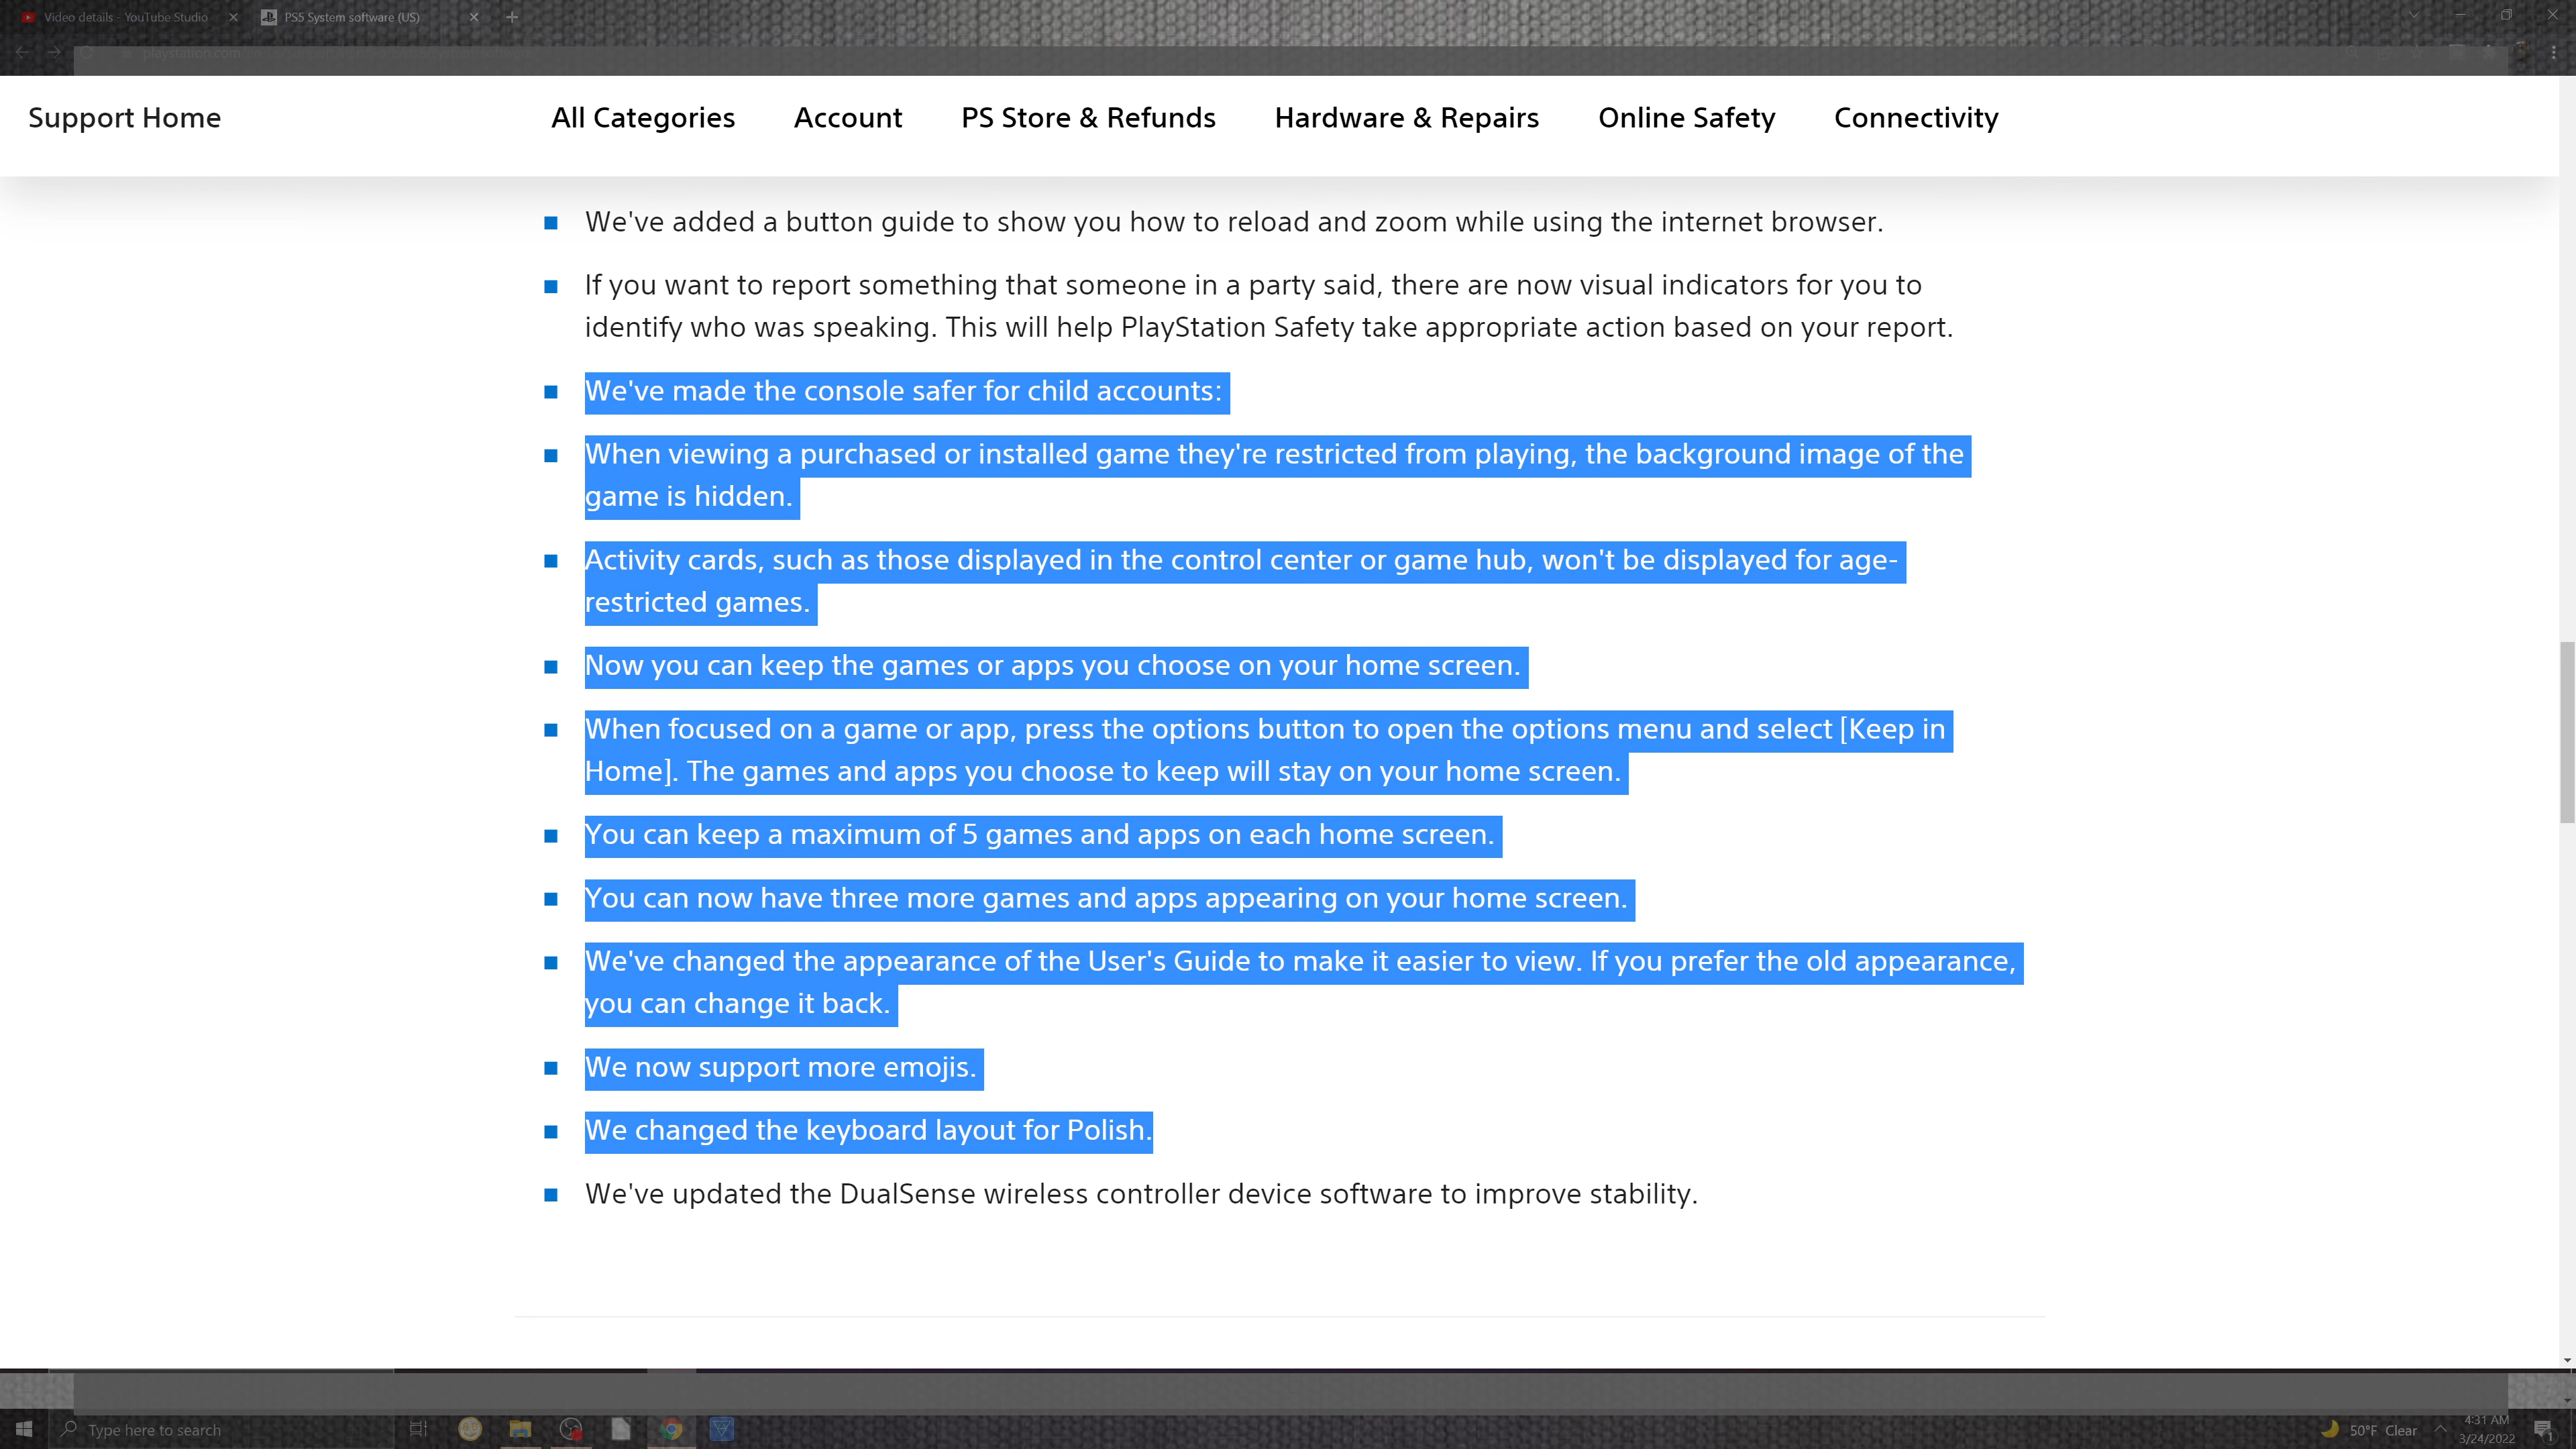 Video details - YouTube Studio
PS5 System software (US)
playstation.com
Support Home
All Categories
Account
PS Store & Refunds
Hardware & Repairs
Online Safety
Connectivity
We've added a button guide to show you how to reload and zoom while using the internet browser.
If you want to report something that someone in a party said, there are now visual indicators for you to
identify who was speaking. This will help PlayStation Safety take appropriate action based on your report.
We've made the console safer for child accounts:
When viewing a purchased or installed game they're restricted from playing, the background image of the
game is hidden.
Activity cards, such as those displayed in the control center or game hub, won't be displayed for age-
restricted games.
Now you can keep the games or apps you choose on your home screen.
When focused on a game or app, press the options button to open the options menu and select [Keep in
Home]. The games and apps you choose to keep will stay on your home screen.
You can keep a maximum of 5 games and apps on each home screen.
You can now have three more games and apps appearing on your home screen.
We've changed the appearance of the User's Guide to make it easier to view. If you prefer the old appearance,
you can change it back.
We now support more emojis.
We changed the keyboard layout for Polish.
We've updated the DualSense wireless controller device software to improve stability.
Type here to search
50°F Clear
4:31 AM
3/24/2022
1